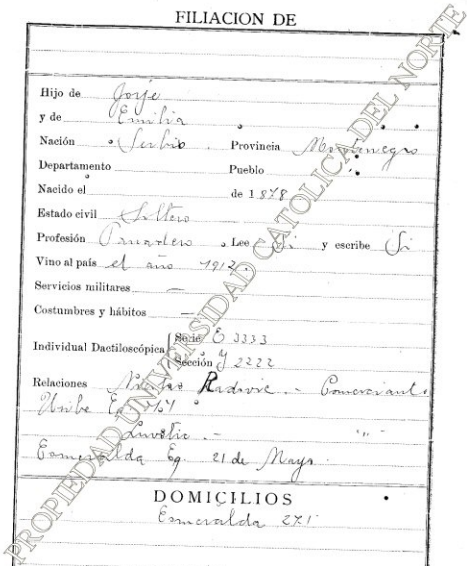 FILIACION DE
Hijo de Jorje
y de Emilia
Nación Serbio Provincia Montenegro
Departamento Pueblo
Nacido el de 1878
Estado civil Soltero
Profesión Panadero Lee Si y escribe Si
Vino al país el año 1912.
Servicios militares —
Costumbres y hábitos —
Individual Dactiloscópica Serie E 3333
Sección I 2222
Relaciones Radovic. - Comerciante
Uribe Eq.
Esmeralda Eq. 21 de Mayo
DOMICILIOS
Esmeralda 271
PROPIEDAD UNIVERSIDAD CATOLICA DEL NORTE